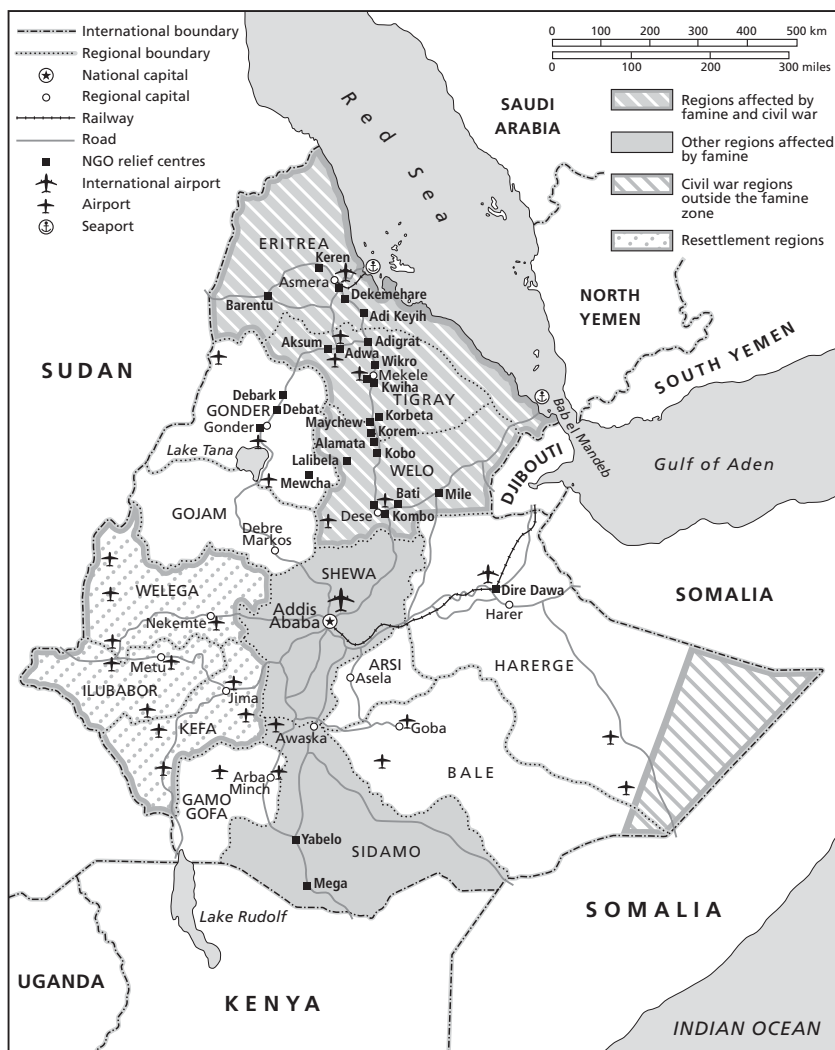 International boundary
Regional boundary
National capital
Regional capital
Railway
Road
NGO relief centres
International airport
Airport
Seaport
0 100 200 300 400 500 km
0 100 200 300 miles
Regions affected by
famine and civil war
Other regions affected
by famine
Civil war regions
outside the famine
zone
Resettlement regions
Red Sea
SAUDI
ARABIA
NORTH
YEMEN
SOUTH YEMEN
SUDAN
ERITREA
Keren
Asmera
Dekemehare
Barentu
Adi Keyih
Aksum
Adwa
Adigrat
Wikro
Mekele
Kwiha
TIGRAY
Debark
GONDER
Debat
Gonder
Maychew
Korbeta
Korem
Alamata
Kobo
Lalibela
Lake Tana
Mewcha
WELO
Bati
Mile
Dese
Kombo
Bab el Mandeb
DJIBOUTI
Gulf of Aden
GOJAM
Debre
Markos
SHEWA
WELEGA
Nekemte
Addis
Ababa
Dire Dawa
Harer
SOMALIA
Metu
ILUBABOR
Jima
KEFA
ARSI
Asela
HARERGE
Awaska
Goba
BALE
Arba
Minch
GAMO
GOFA
Yabelo
SIDAMO
Mega
Lake Rudolf
SOMALIA
UGANDA
KENYA
INDIAN OCEAN